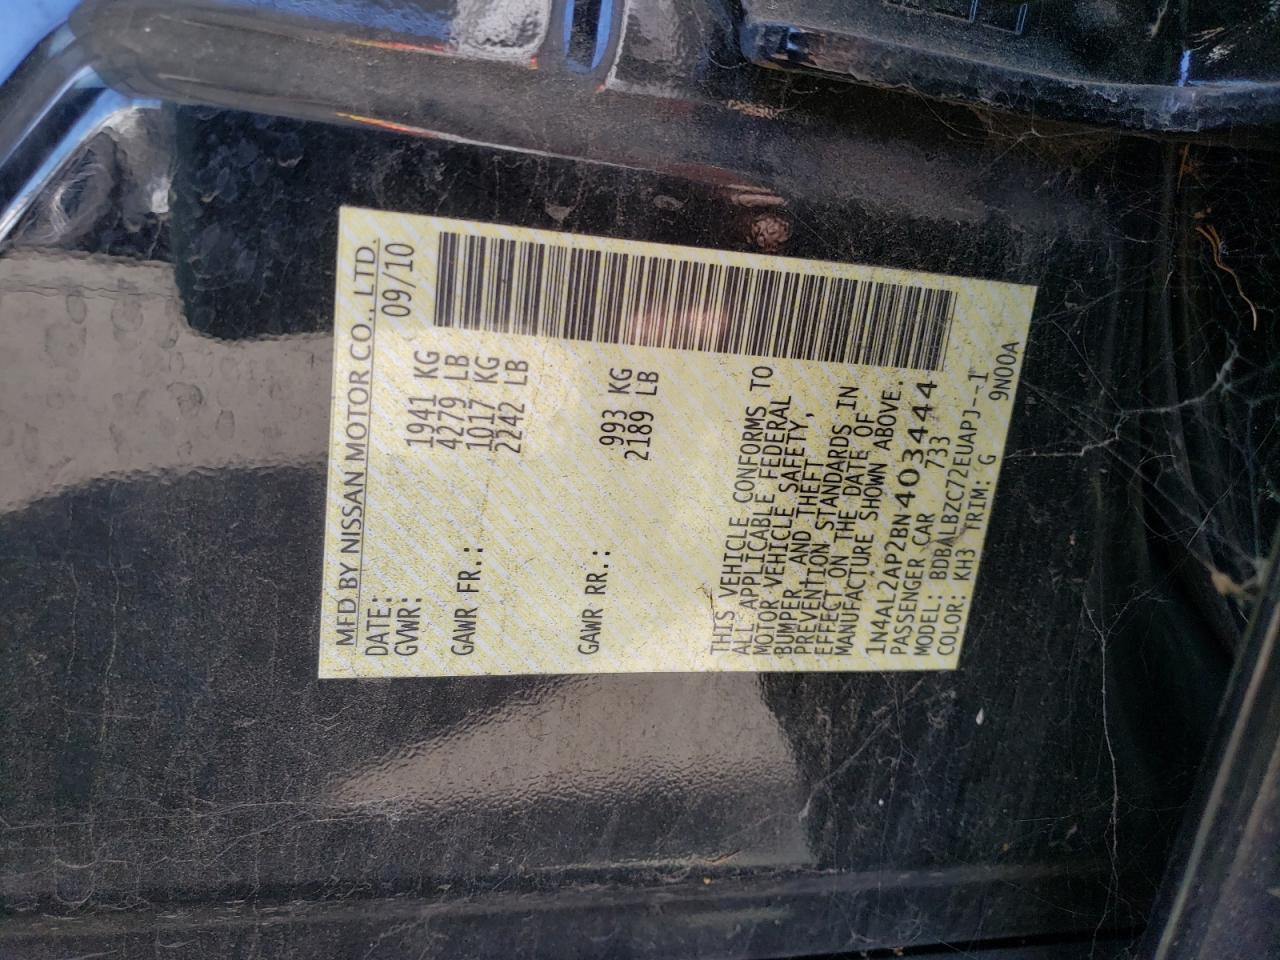 MFD BY NISSAN MOTOR CO., LTD.
DATE: 09/10
GVWR: 1941 KG
4279 LB
GAWR FR.: 1017 KG
2242 LB
GAWR RR.: 993 KG
2189 LB
THIS VEHICLE CONFORMS TO
ALL APPLICABLE FEDERAL
MOTOR VEHICLE SAFETY,
BUMPER AND THEFT
PREVENTION STANDARDS IN
EFFECT ON THE DATE OF
MANUFACTURE SHOWN ABOVE.
1N4AL2AP2BN403444
PASSENGER CAR 733
MODEL: BDBALBZC72EUAPJ--1
COLOR: KH3 TRIM: G 9N00A